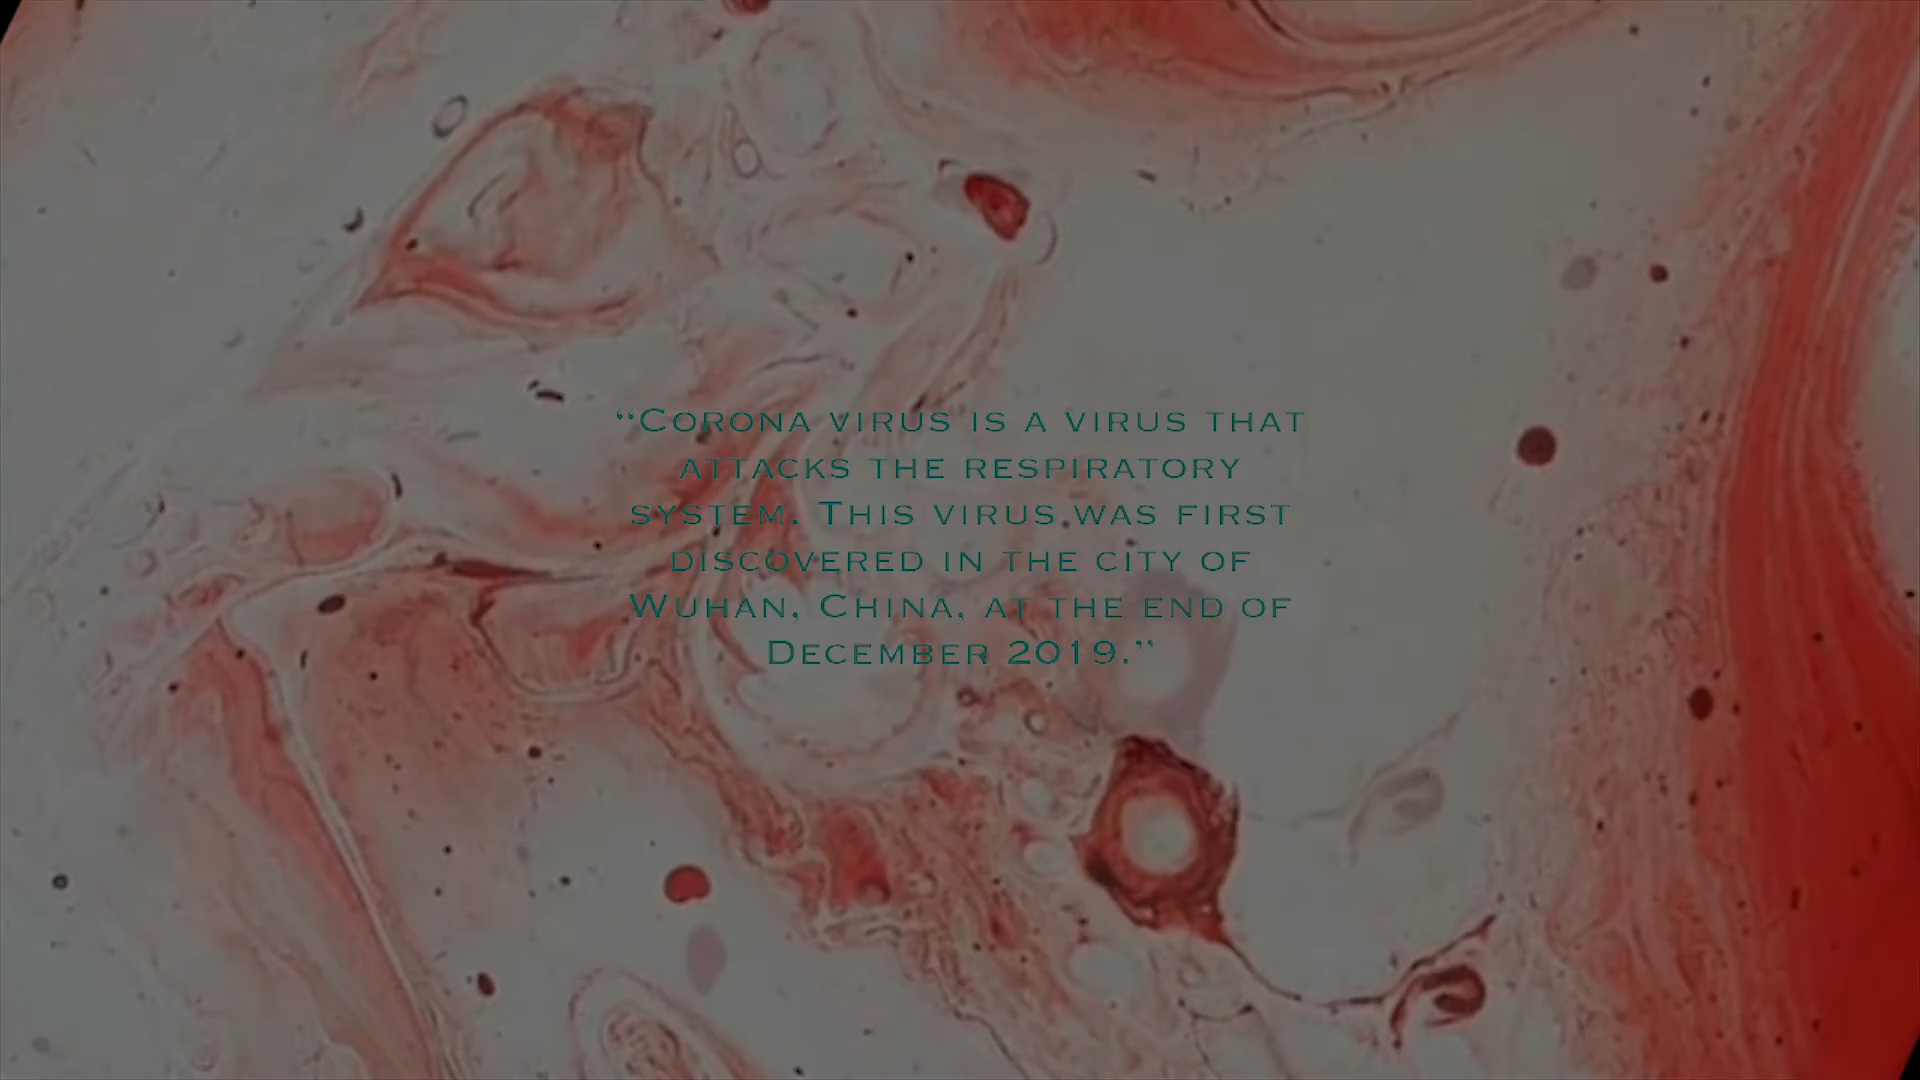 “Corona virus is a virus that
attacks the respiratory
system. This virus was first
discovered in the city of
Wuhan, China, at the end of
December 2019.”